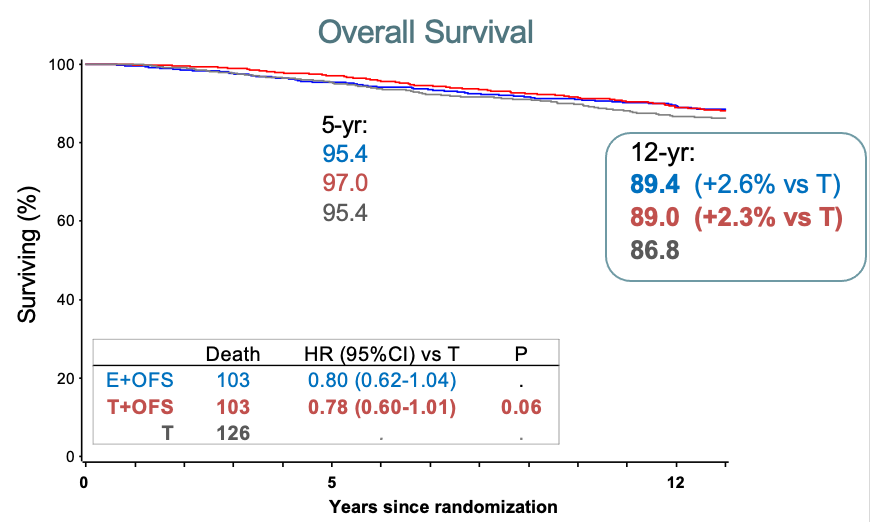 Overall Survival
100
80
60
40
20
0
Surviving (%)
5-yr:
95.4
97.0
95.4
12-yr:
89.4 (+2.6% vs T)
89.0 (+2.3% vs T)
86.8
Death HR (95%CI) vs T P
E+OFS 103 0.80 (0.62-1.04) .
T+OFS 103 0.78 (0.60-1.01) 0.06
T 126 . .
0 5 12
Years since randomization